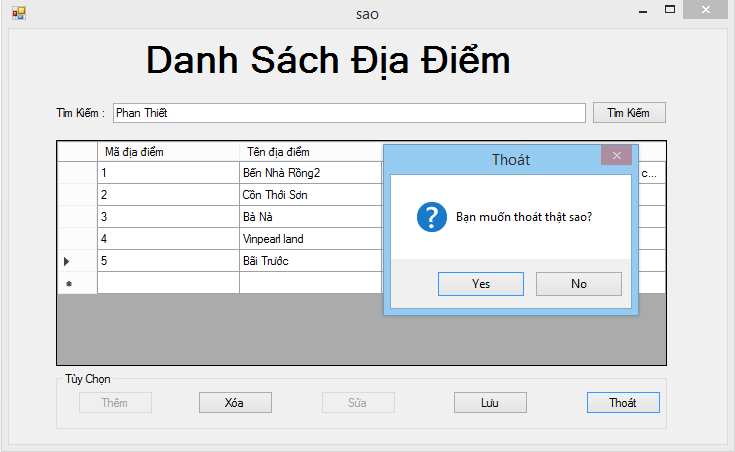 sao
Danh Sách Địa Điểm
Tìm Kiếm : Phan Thiết Tìm Kiếm
Mã địa điểm Tên địa điểm
1 Bến Nhà Rồng2 c...
2 Cồn Thới Sơn
3 Bà Nà
4 Vinpearl land
5 Bãi Trước
Thoát
Bạn muốn thoát thật sao?
Yes No
Tùy Chọn
Thêm Xóa Sửa Lưu Thoát